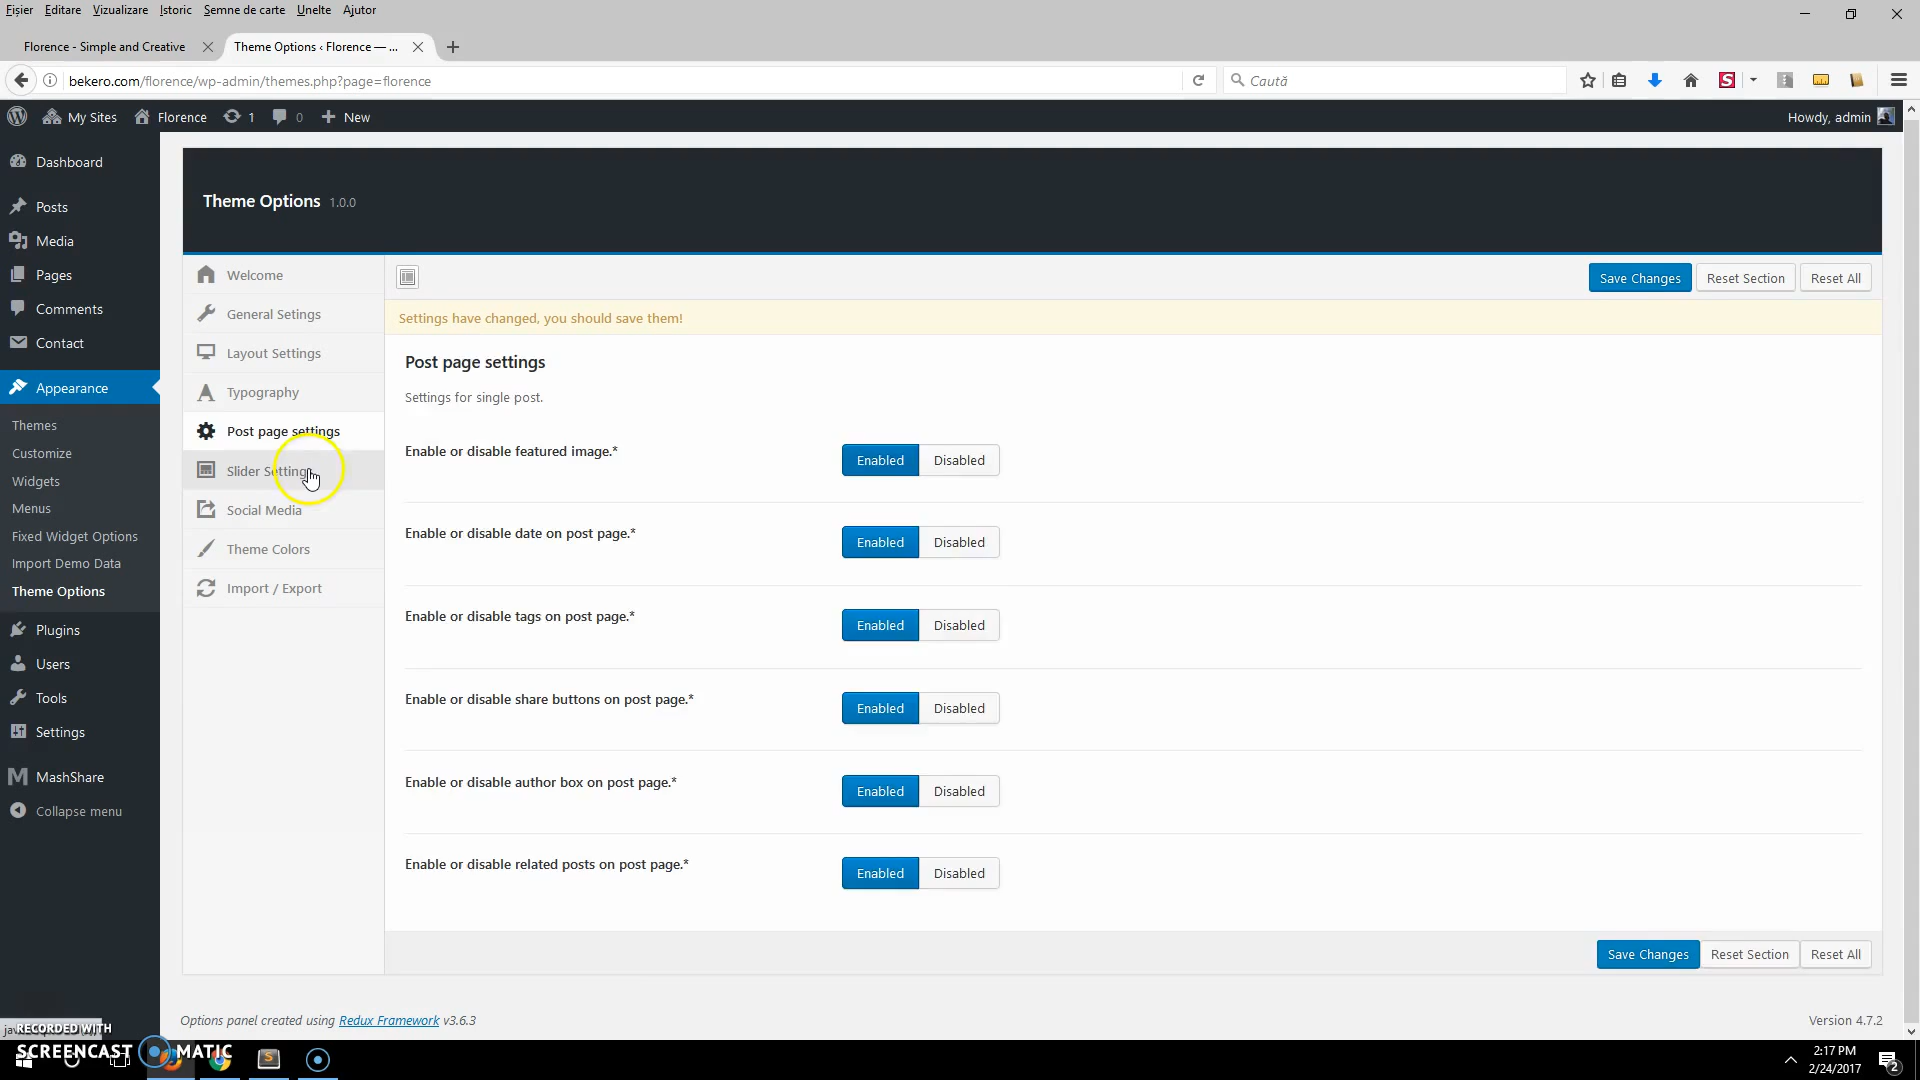 Fișier Editare Vizualizare Istoric Semne de carte Unelte Ajutor
Florence - Simple and Creative
Theme Options ‹ Florence — ...
bekero.com/florence/wp-admin/themes.php?page=florence
Caută
My Sites Florence 1 0 New
Howdy, admin
Dashboard
Posts
Media
Pages
Comments
Contact
Appearance
Themes
Customize
Widgets
Menus
Fixed Widget Options
Import Demo Data
Theme Options
Plugins
Users
Tools
Settings
MashShare
Collapse menu
Theme Options 1.0.0
Welcome
General Setings
Layout Settings
Typography
Post page settings
Slider Settings
Social Media
Theme Colors
Import / Export
Save Changes Reset Section Reset All
Settings have changed, you should save them!
Post page settings
Settings for single post.
Enable or disable featured image.* Enabled Disabled
Enable or disable date on post page.* Enabled Disabled
Enable or disable tags on post page.* Enabled Disabled
Enable or disable share buttons on post page.* Enabled Disabled
Enable or disable author box on post page.* Enabled Disabled
Enable or disable related posts on post page.* Enabled Disabled
Save Changes Reset Section Reset All
Options panel created using Redux Framework v3.6.3
Version 4.7.2
RECORDED WITH
SCREENCAST MATIC
2:17 PM
2/24/2017
2